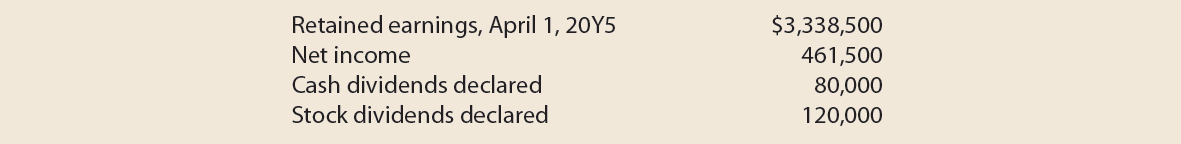 Retained earnings, April 1, 20Y5 $3,338,500
Net income 461,500
Cash dividends declared 80,000
Stock dividends declared 120,000